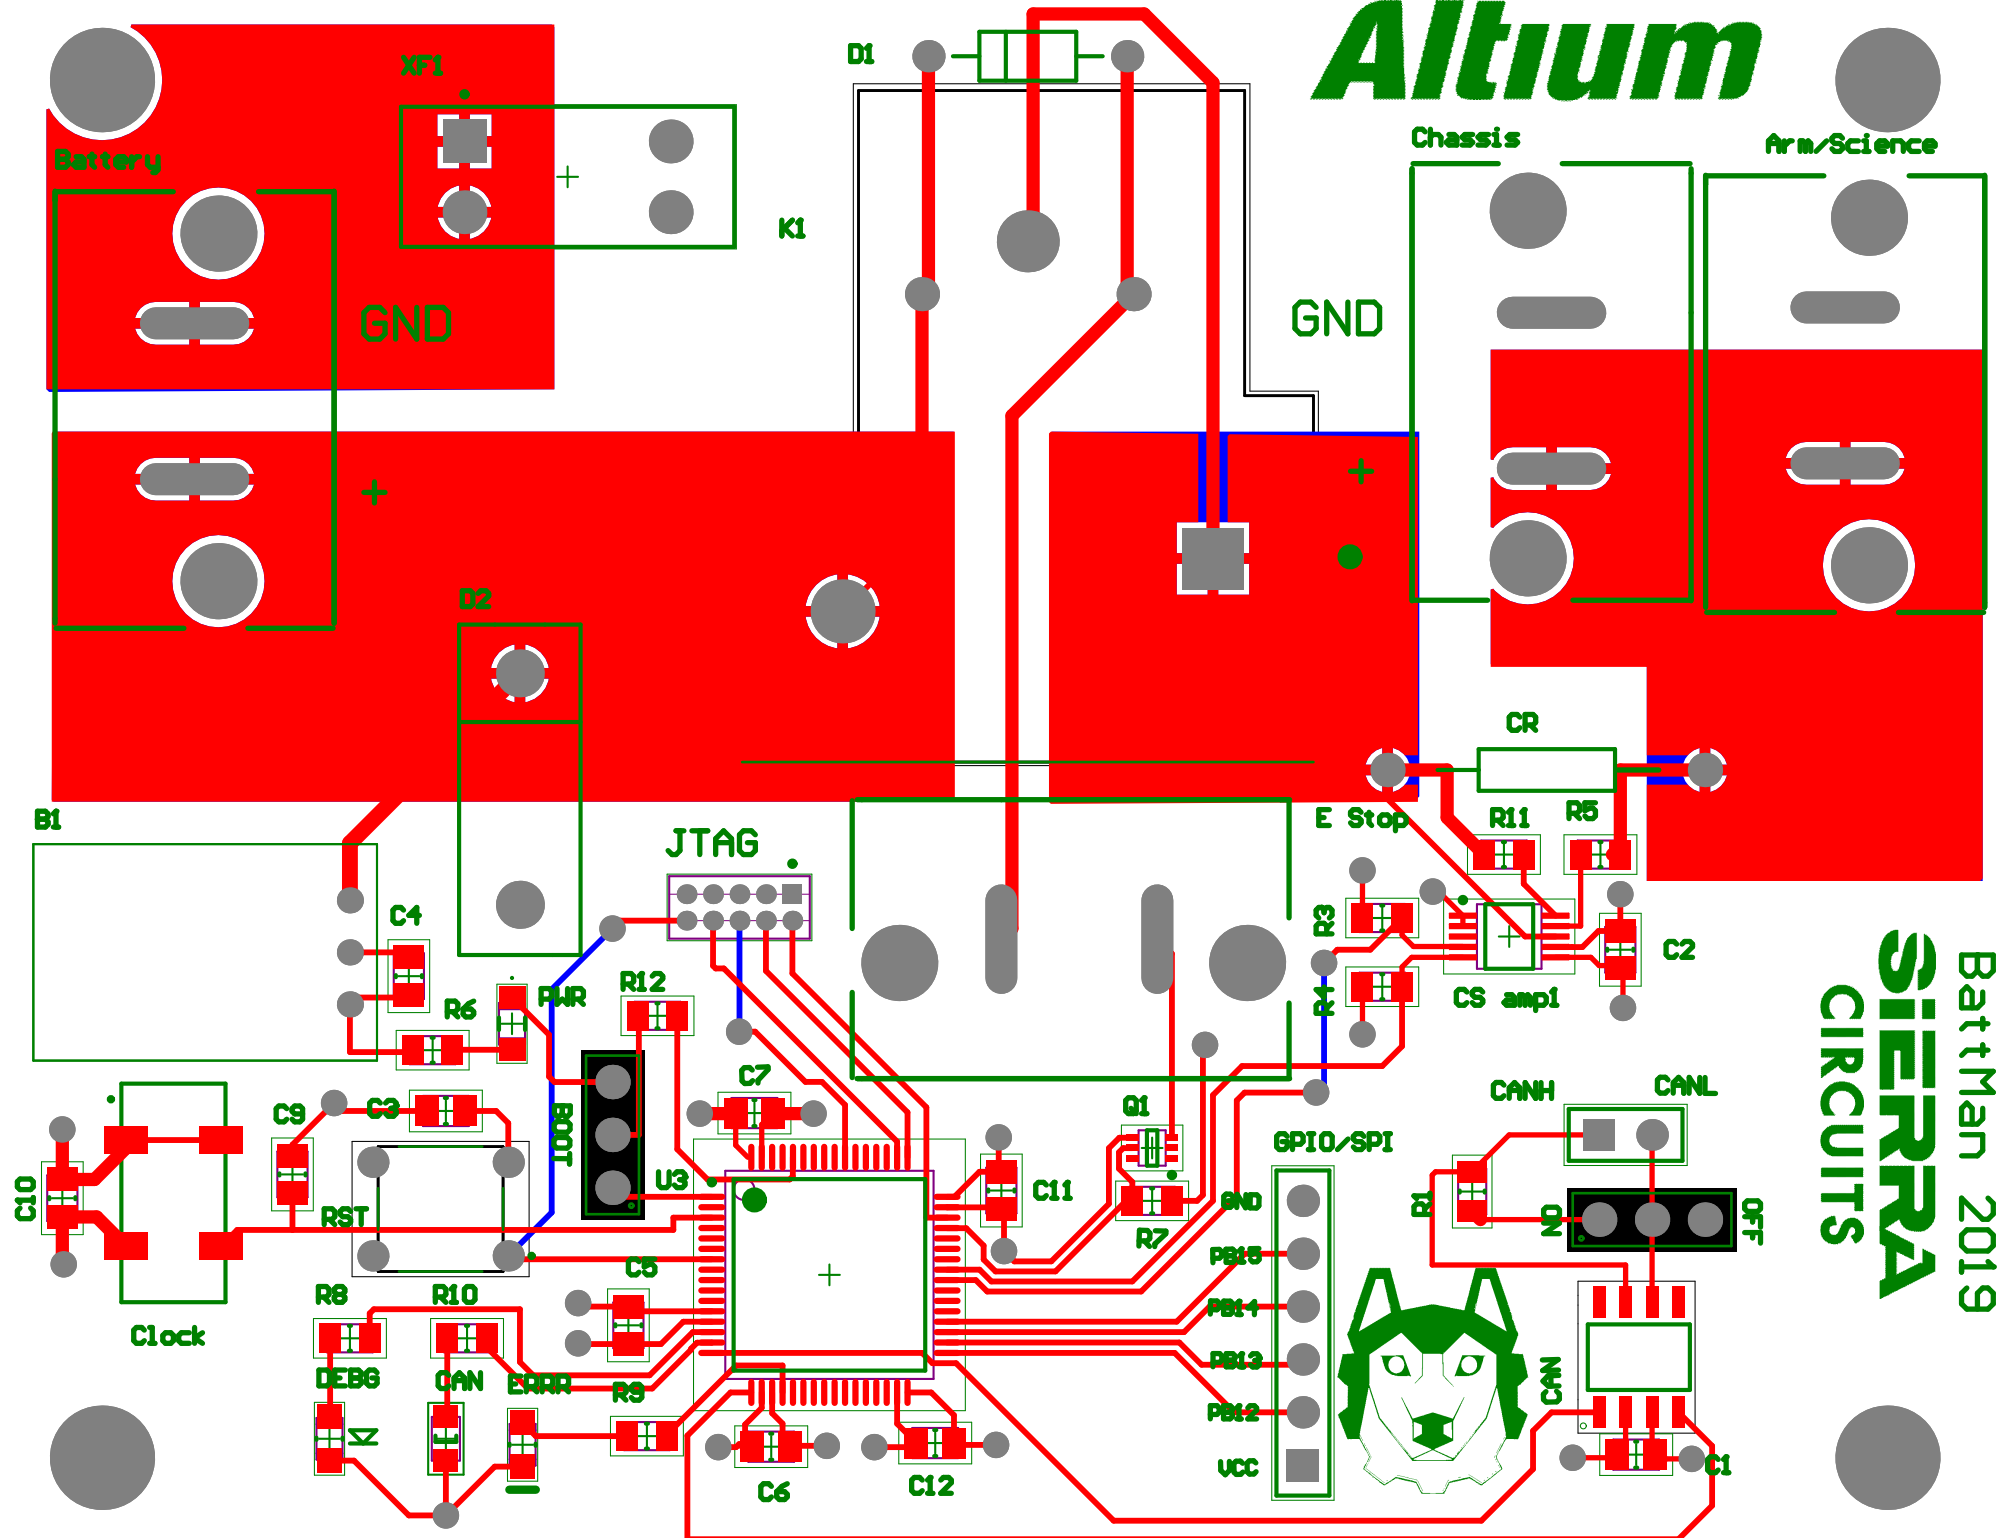 Altium
XF1
D1
Chassis
Arm/Science
Battery
K1
GND
GND
+
+
D2
CR
B1
E Stop
R11
R5
JTAG
C4
R3
C2
R12
R6
PWR
R4
CS amp1
SIERRA
CIRCUITS
BatMan 2019
C7
CANH
CANL
C9
C3
BOOT
Q1
GPIO/SPI
U3
C11
C10
RST
GND
R1
NO
OFF
R7
PB15
C5
R8
R10
PB14
Clock
PB13
DEBG
CAN
ERRR
R9
CAN
PB12
VCC
C6
C12
C1